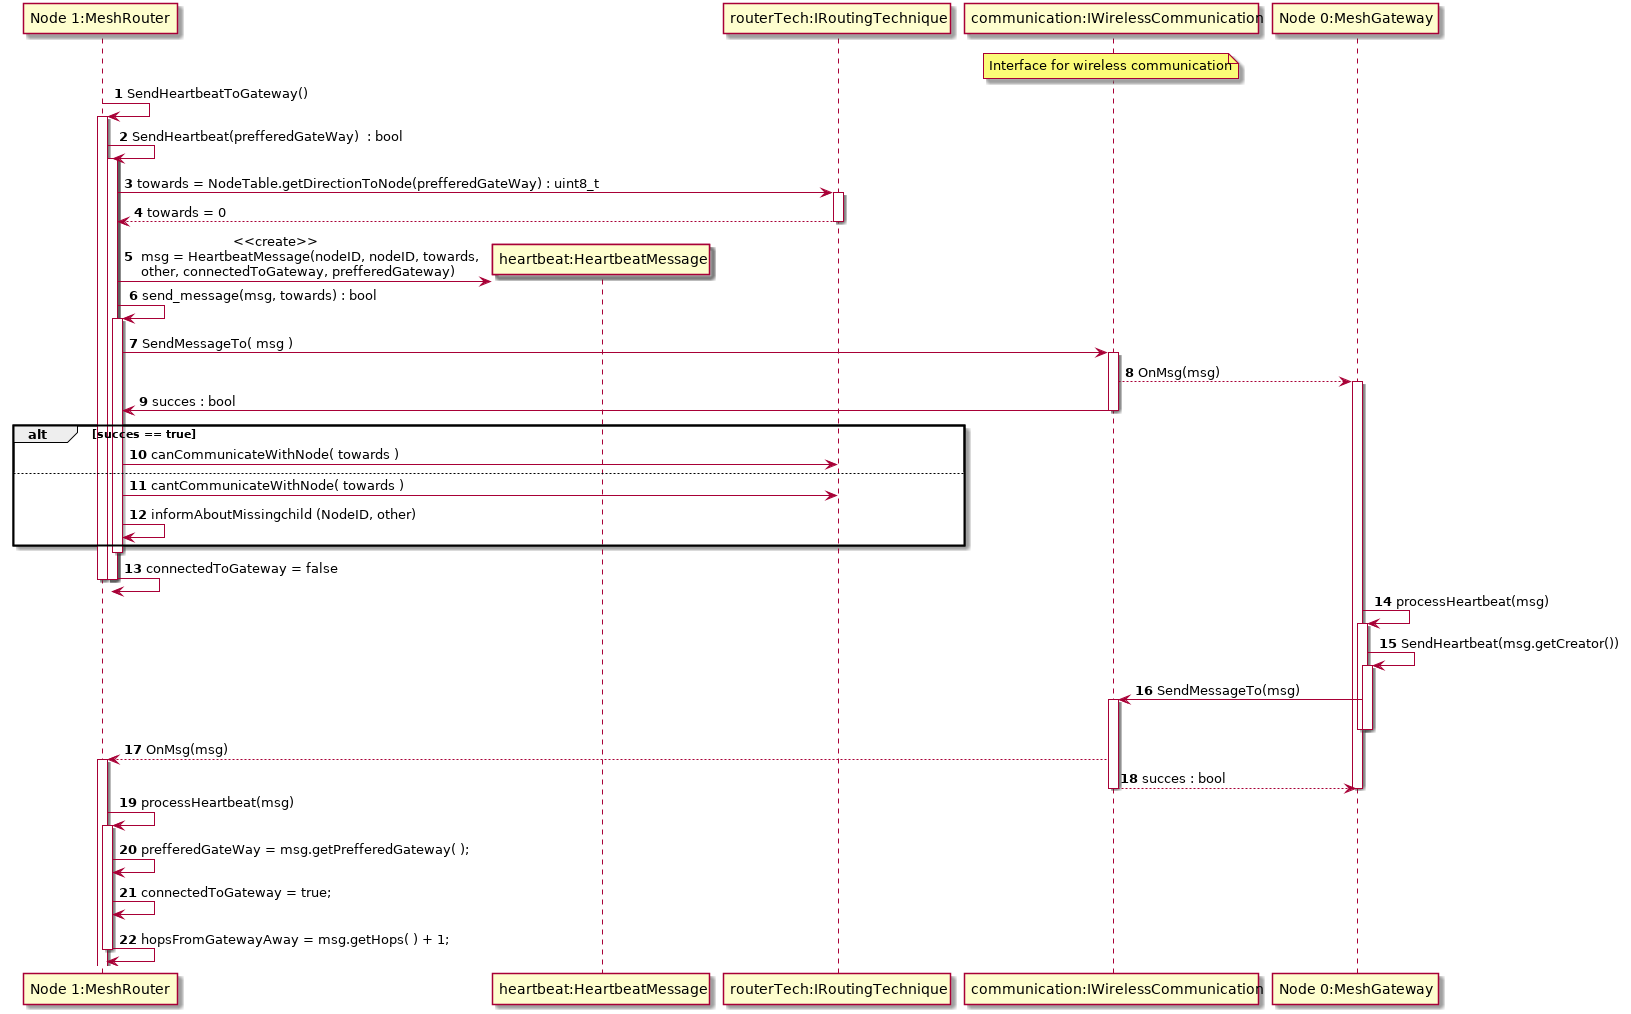 Node 1:MeshRouter
routerTech:IRoutingTechnique
communication:IWirelessCommunication
Node 0:MeshGateway
Interface for wireless communication
1 SendHeartbeatToGateway()
2 SendHeartbeat(prefferedGateWay)  : bool
3 towards = NodeTable.getDirectionToNode(prefferedGateWay) : uint8_t
4 towards = 0
<<create>>
5 msg = HeartbeatMessage(nodeID, nodeID, towards,
other, connectedToGateway, prefferedGateway)
heartbeat:HeartbeatMessage
6 send_message(msg, towards) : bool
7 SendMessageTo( msg )
8 OnMsg(msg)
9 succes : bool
alt [succes == true]
10 canCommunicateWithNode( towards )
11 cantCommunicateWithNode( towards )
12 informAboutMissingchild (NodeID, other)
13 connectedToGateway = false
14 processHeartbeat(msg)
15 SendHeartbeat(msg.getCreator())
16 SendMessageTo(msg)
17 OnMsg(msg)
18 succes : bool
19 processHeartbeat(msg)
20 prefferedGateWay = msg.getPrefferedGateway( );
21 connectedToGateway = true;
22 hopsFromGatewayAway = msg.getHops( ) + 1;
Node 1:MeshRouter
heartbeat:HeartbeatMessage
routerTech:IRoutingTechnique
communication:IWirelessCommunication
Node 0:MeshGateway